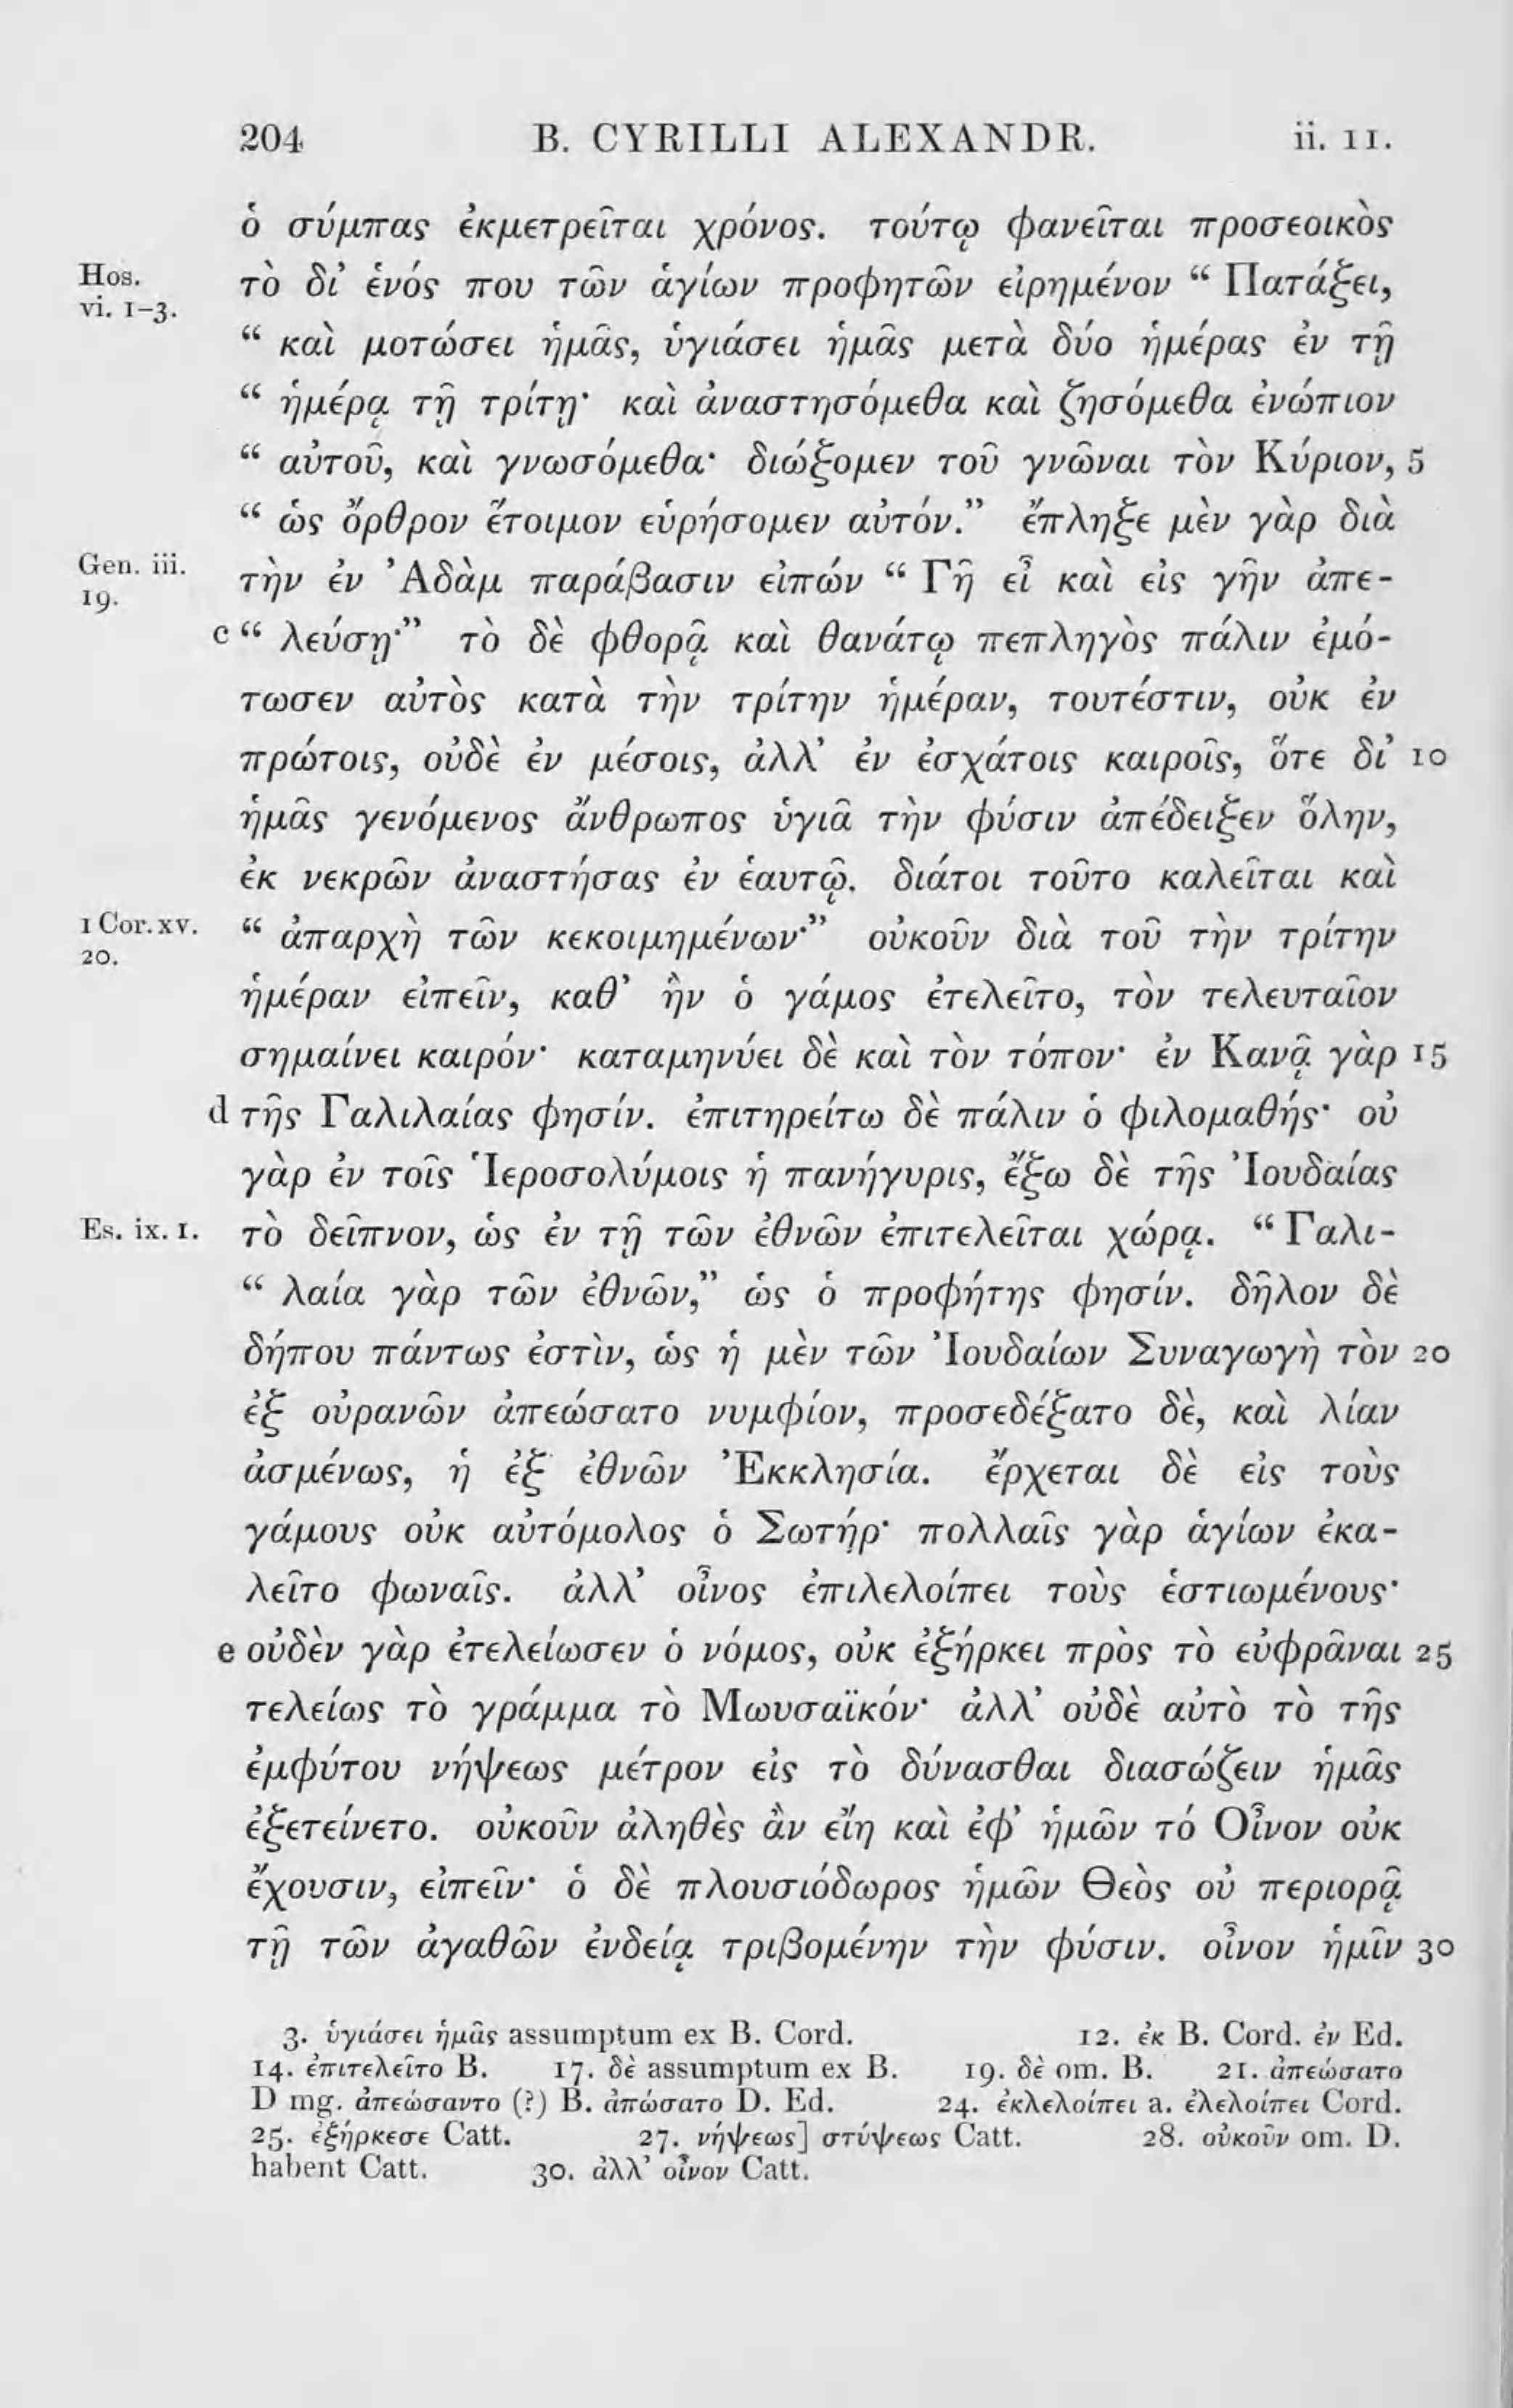 204 B. CYRILLI ALEXANDR. ii. 11.
ὁ σύμπας ἐκμετρεῖται χρόνος. τούτῳ φανεῖται προσεοικὸς
Hos. vi. 1-3. τὸ δι’ ἑνός που τῶν ἁγίων προφητῶν εἰρημένον “ Πατάξει,
“ καὶ μοτώσει ἡμᾶς, ὑγιάσει ἡμᾶς μετὰ δύο ἡμέρας ἐν τῇ
“ ἡμέρᾳ τῇ τρίτῃ· καὶ ἀναστησόμεθα καὶ ζησόμεθα ἐνώπιον
“ αὐτοῦ, καὶ γνωσόμεθα· διώξομεν τοῦ γνῶναι τὸν Κύριον, 5
“ ὡς ὄρθρον ἕτοιμον εὑρήσομεν αὐτόν.” ἔπληξε μὲν γὰρ διὰ
Gen. iii. 19. τὴν ἐν Ἀδὰμ παράβασιν εἰπών “ Γῆ εἶ καὶ εἰς γῆν ἀπε-
c “ λεύσῃ·” τὸ δὲ φθορᾷ καὶ θανάτῳ πεπληγὸς πάλιν ἐμό-
τωσεν αὐτὸς κατὰ τὴν τρίτην ἡμέραν, τουτέστιν, οὐκ ἐν
πρώτοις, οὐδὲ ἐν μέσοις, ἀλλ’ ἐν ἐσχάτοις καιροῖς, ὅτε δι’ 10
ἡμᾶς γενόμενος ἄνθρωπος ὑγιᾶ τὴν φύσιν ἀπέδειξεν ὅλην,
ἐκ νεκρῶν ἀναστήσας ἐν ἑαυτῷ. διάτοι τοῦτο καλεῖται καὶ
1 Cor. xv. 20. “ ἀπαρχὴ τῶν κεκοιμημένων·” οὐκοῦν διὰ τοῦ τὴν τρίτην
ἡμέραν εἰπεῖν, καθ’ ἣν ὁ γάμος ἐτελεῖτο, τὸν τελευταῖον
σημαίνει καιρόν· καταμηνύει δὲ καὶ τὸν τόπον· ἐν Κανᾷ γὰρ 15
d τῆς Γαλιλαίας φησίν. ἐπιτηρείτω δὲ πάλιν ὁ φιλομαθής· οὐ
γὰρ ἐν τοῖς Ἱεροσολύμοις ἡ πανήγυρις, ἔξω δὲ τῆς Ἰουδαίας
Es. ix. 1. τὸ δεῖπνον, ὡς ἐν τῇ τῶν ἐθνῶν ἐπιτελεῖται χώρᾳ. “ Γαλι-
“ λαία γὰρ τῶν ἐθνῶν,” ὡς ὁ προφήτης φησίν. δῆλον δὲ
δήπου πάντως ἐστὶν, ὡς ἡ μὲν τῶν Ἰουδαίων Συναγωγὴ τὸν 20
ἐξ οὐρανῶν ἀπεώσατο νυμφίον, προσεδέξατο δὲ, καὶ λίαν
ἀσμένως, ἡ ἐξ ἐθνῶν Ἐκκλησία. ἔρχεται δὲ εἰς τοὺς
γάμους οὐκ αὐτόμολος ὁ Σωτήρ· πολλαῖς γὰρ ἁγίων ἐκα-
λεῖτο φωναῖς. ἀλλ’ οἶνος ἐπιλελοίπει τοὺς ἑστιωμένους·
e οὐδὲν γὰρ ἐτελείωσεν ὁ νόμος, οὐκ ἐξήρκει πρὸς τὸ εὐφρᾶναι 25
τελείως τὸ γράμμα τὸ Μωυσαϊκόν· ἀλλ’ οὐδὲ αὐτὸ τὸ τῆς
ἐμφύτου νήψεως μέτρον εἰς τὸ δύνασθαι διασώζειν ἡμᾶς
ἐξετείνετο. οὐκοῦν ἀληθὲς ἂν εἴη καὶ ἐφ’ ἡμῶν τό Οἶνον οὐκ
ἔχουσιν, εἰπεῖν· ὁ δὲ πλουσιόδωρος ἡμῶν Θεὸς οὐ περιορᾷ
τῇ τῶν ἀγαθῶν ἐνδείᾳ τριβομένην τὴν φύσιν. οἶνον ἡμῖν 30
3. ὑγιάσει ἡμᾶς assumptum ex B. Cord. 12. ἐκ B. Cord. ἐν Ed.
14. ἐπιτελεῖτο B. 17. δὲ assumptum ex B. 19. δὲ om. B. 21. ἀπεώσατο
D mg. ἀπεώσαντο (?) B. ἀπώσατο D. Ed. 24. ἐκλελοίπει a. ἐλελοίπει Cord.
25. ἐξήρκεσε Catt. 27. νήψεως] στύψεως Catt. 28. οὐκοῦν om. D.
habent Catt. 30. ἀλλ’ οἶνον Catt.